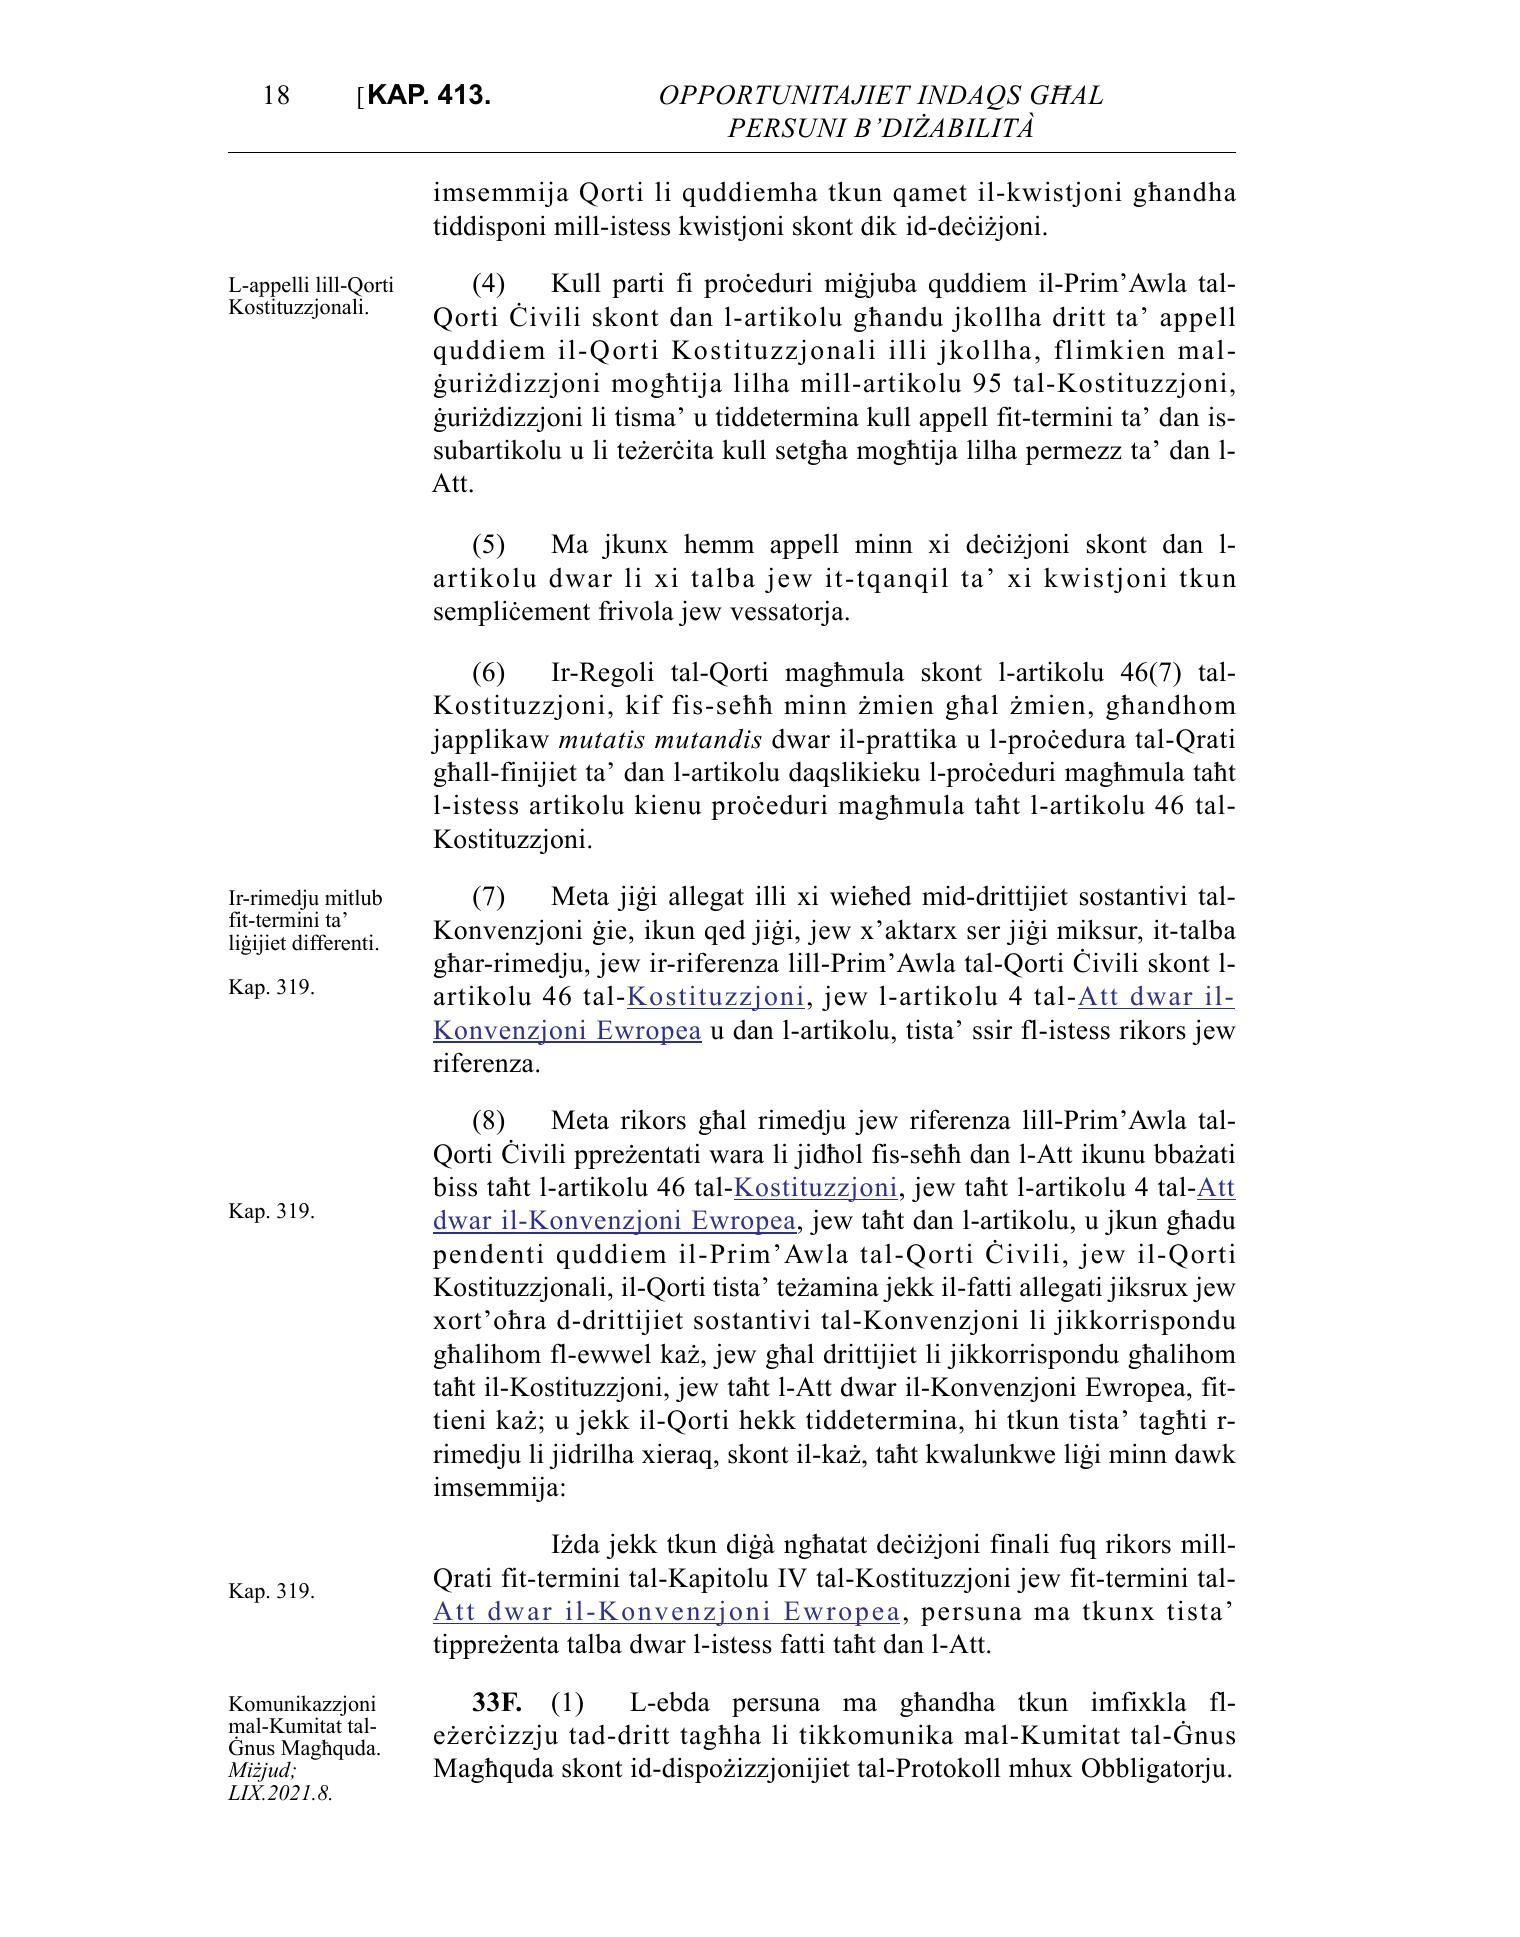 18 [KAP. 413. OPPORTUNITAJIET INDAQS GĦAL
PERSUNI B’DIŻABILITÀ
imsemmija Qorti li quddiemha tkun qamet il-kwistjoni għandha
tiddisponi mill-istess kwistjoni skont dik id-deċiżjoni.
L-appelli lill-Qorti
Kostituzzjonali.
(4) Kull parti fi proċeduri miġjuba quddiem il-Prim’Awla tal-
Qorti Ċivili skont dan l-artikolu għandu jkollha dritt ta’ appell
quddiem il-Qorti Kostituzzjonali illi jkollha, flimkien mal-
ġuriżdizzjoni mogħtija lilha mill-artikolu 95 tal-Kostituzzjoni,
ġuriżdizzjoni li tisma’ u tiddetermina kull appell fit-termini ta’ dan is-
subartikolu u li teżerċita kull setgħa mogħtija lilha permezz ta’ dan l-
Att.
(5) Ma jkunx hemm appell minn xi deċiżjoni skont dan l-
artikolu dwar li xi talba jew it-tqanqil ta’ xi kwistjoni tkun
sempliċement frivola jew vessatorja.
(6) Ir-Regoli tal-Qorti magħmula skont l-artikolu 46(7) tal-
Kostituzzjoni, kif fis-seħħ minn żmien għal żmien, għandhom
japplikaw mutatis mutandis dwar il-prattika u l-proċedura tal-Qrati
għall-finijiet ta’ dan l-artikolu daqslikieku l-proċeduri magħmula taħt
l-istess artikolu kienu proċeduri magħmula taħt l-artikolu 46 tal-
Kostituzzjoni.
Ir-rimedju mitlub
fit-termini ta’
liġijiet differenti.
Kap. 319.
(7) Meta jiġi allegat illi xi wieħed mid-drittijiet sostantivi tal-
Konvenzjoni ġie, ikun qed jiġi, jew x’aktarx ser jiġi miksur, it-talba
għar-rimedju, jew ir-riferenza lill-Prim’Awla tal-Qorti Ċivili skont l-
artikolu 46 tal-Kostituzzjoni, jew l-artikolu 4 tal-Att dwar il-
Konvenzjoni Ewropea u dan l-artikolu, tista’ ssir fl-istess rikors jew
riferenza.
(8) Meta rikors għal rimedju jew riferenza lill-Prim’Awla tal-
Qorti Ċivili ppreżentati wara li jidħol fis-seħħ dan l-Att ikunu bbażati
biss taħt l-artikolu 46 tal-Kostituzzjoni, jew taħt l-artikolu 4 tal-Att
Kap. 319.
dwar il-Konvenzjoni Ewropea, jew taħt dan l-artikolu, u jkun għadu
pendenti quddiem il-Prim’Awla tal-Qorti Ċivili, jew il-Qorti
Kostituzzjonali, il-Qorti tista’ teżamina jekk il-fatti allegati jiksrux jew
xort’oħra d-drittijiet sostantivi tal-Konvenzjoni li jikkorrispondu
għalihom fl-ewwel każ, jew għal drittijiet li jikkorrispondu għalihom
taħt il-Kostituzzjoni, jew taħt l-Att dwar il-Konvenzjoni Ewropea, fit-
tieni każ; u jekk il-Qorti hekk tiddetermina, hi tkun tista’ tagħti r-
rimedju li jidrilha xieraq, skont il-każ, taħt kwalunkwe liġi minn dawk
imsemmija:
Iżda jekk tkun diġà ngħatat deċiżjoni finali fuq rikors mill-
Kap. 319.
Qrati fit-termini tal-Kapitolu IV tal-Kostituzzjoni jew fit-termini tal-
Att dwar il-Konvenzjoni Ewropea, persuna ma tkunx tista’
tippreżenta talba dwar l-istess fatti taħt dan l-Att.
Komunikazzjoni
mal-Kumitat tal-
Ġnus Magħquda.
Miżjud;
LIX.2021.8.
33F. (1) L-ebda persuna ma għandha tkun imfixkla fl-
eżerċizzju tad-dritt tagħha li tikkomunika mal-Kumitat tal-Ġnus
Magħquda skont id-dispożizzjonijiet tal-Protokoll mhux Obbligatorju.